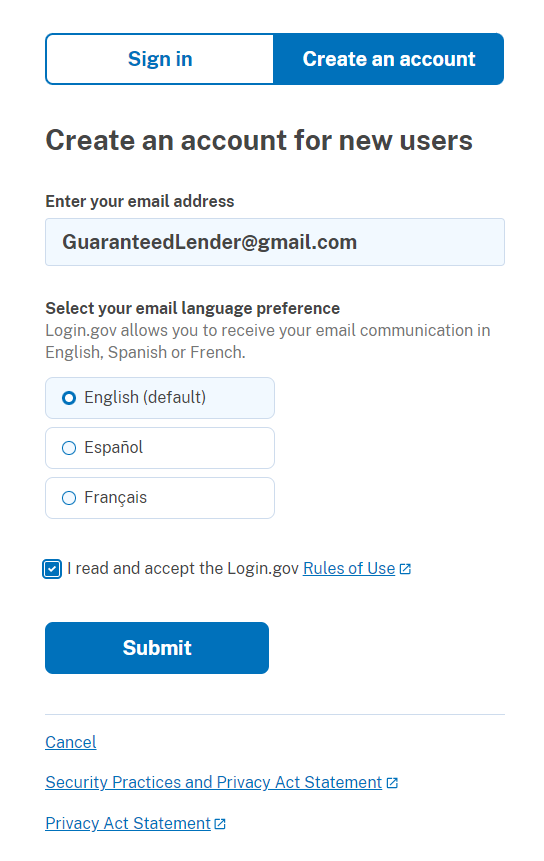 Sign in
Create an account
Create an account for new users
Enter your email address
GuaranteedLender@gmail.com
Select your email language preference
Login.gov allows you to receive your email communication in
English, Spanish or French.
English (default)
Español
Français
I read and accept the Login.gov Rules of Use
Submit
Cancel
Security Practices and Privacy Act Statement
Privacy Act Statement